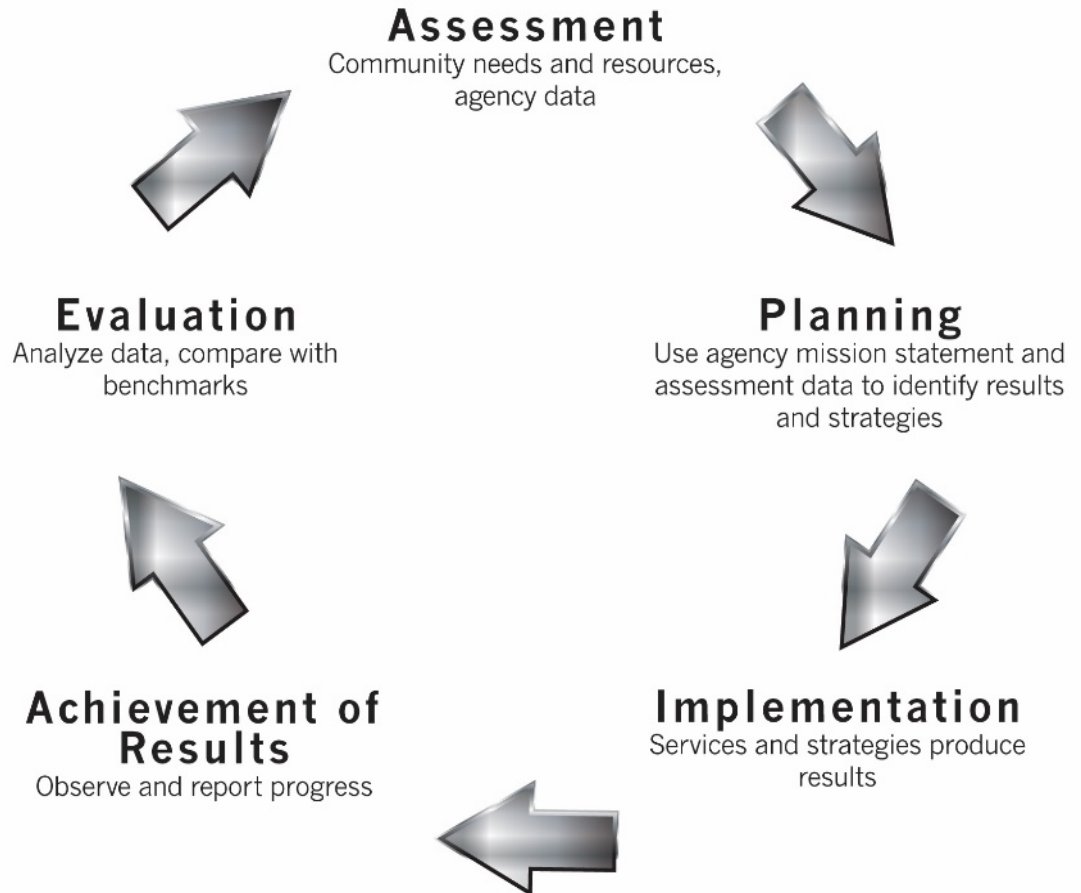 Assessment
Community needs and resources,
agency data
Planning
Use agency mission statement and
assessment data to identify results
and strategies
Implementation
Services and strategies produce
results
Achievement of
Results
Observe and report progress
Evaluation
Analyze data, compare with
benchmarks